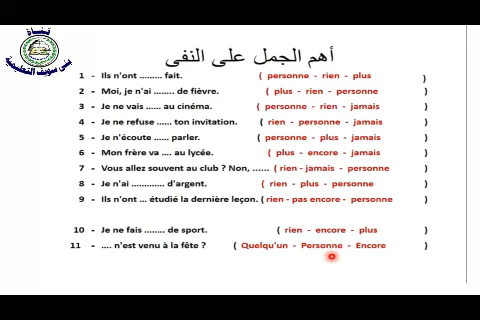 قناة
بنى سويف التعليمية
أهم الجمل على النفى
1 - Ils n'ont ......... fait. ( personne - rien - plus )
2 - Moi, je n'ai ........ de fièvre. ( plus - rien - personne )
3 - Je ne vais ...... au cinéma. ( personne - rien - jamais )
4 - Je ne refuse ...... ton invitation. ( rien - personne - jamais )
5 - Je n'écoute ...... parler. ( personne - plus - jamais )
6 - Mon frère va .... au lycée. ( plus - encore - jamais )
7 - Vous allez souvent au club ? Non, ...... ( rien - jamais - personne )
8 - Je n'ai ............. d'argent. ( rien - plus - personne )
9 - Ils n'ont ... étudié la dernière leçon. ( rien - pas encore - personne )
10 - Je ne fais ........ de sport. ( rien - encore - plus )
11 - .... n'est venu à la fête ? ( Quelqu'un - Personne - Encore )